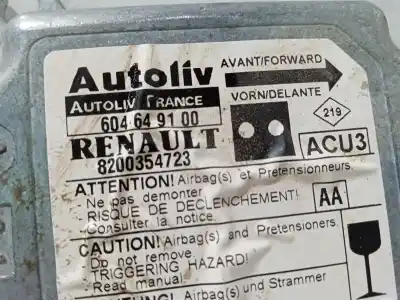 Autoliv
AVANT/FORWARD
AUTOLIV FRANCE
VORN/DELANTE
604 64 91 00
219
RENAULT
8200354723
ACU3
ATTENTION! Airbag(s) et Pretensionneurs
- Ne pas demonter.
- RISQUE DE DECLENCHEMENT!
- Consulter la notice.
AA
CAUTION! Airbag(s) and Pretensioners.
- Do not remove
- TRIGGERING HAZARD!
- Read manual.
Airbag(s) und Strammer